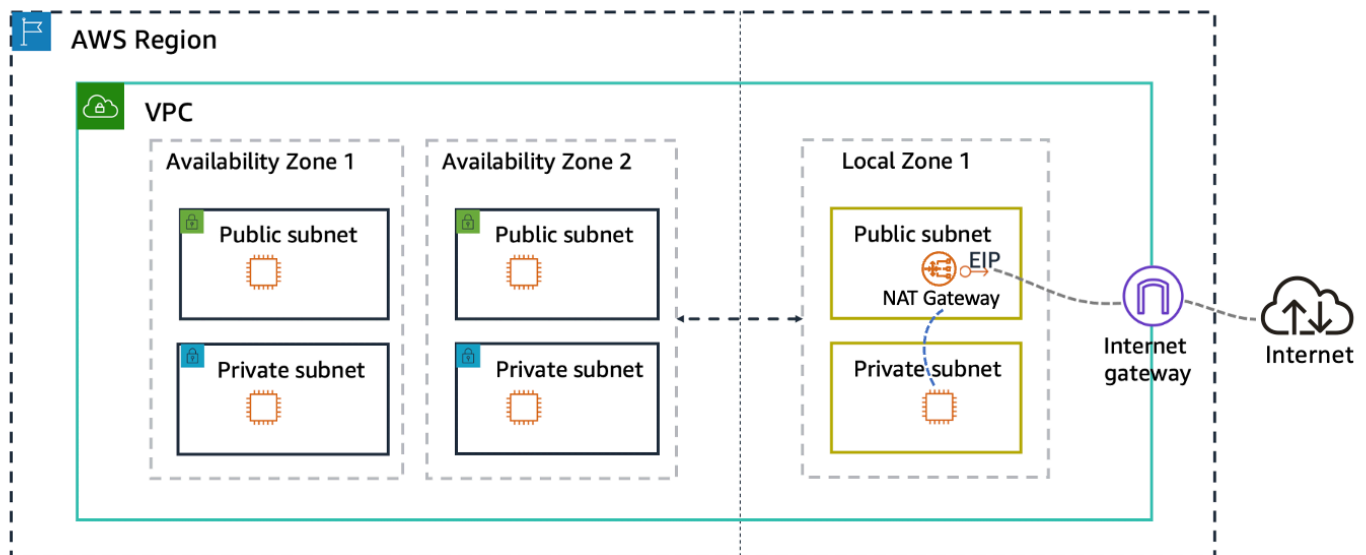 AWS Region
VPC
Availability Zone 1
Public subnet
Private subnet
Availability Zone 2
Public subnet
Private subnet
Local Zone 1
Public subnet
EIP
NAT Gateway
Private subnet
Internet
gateway
Internet